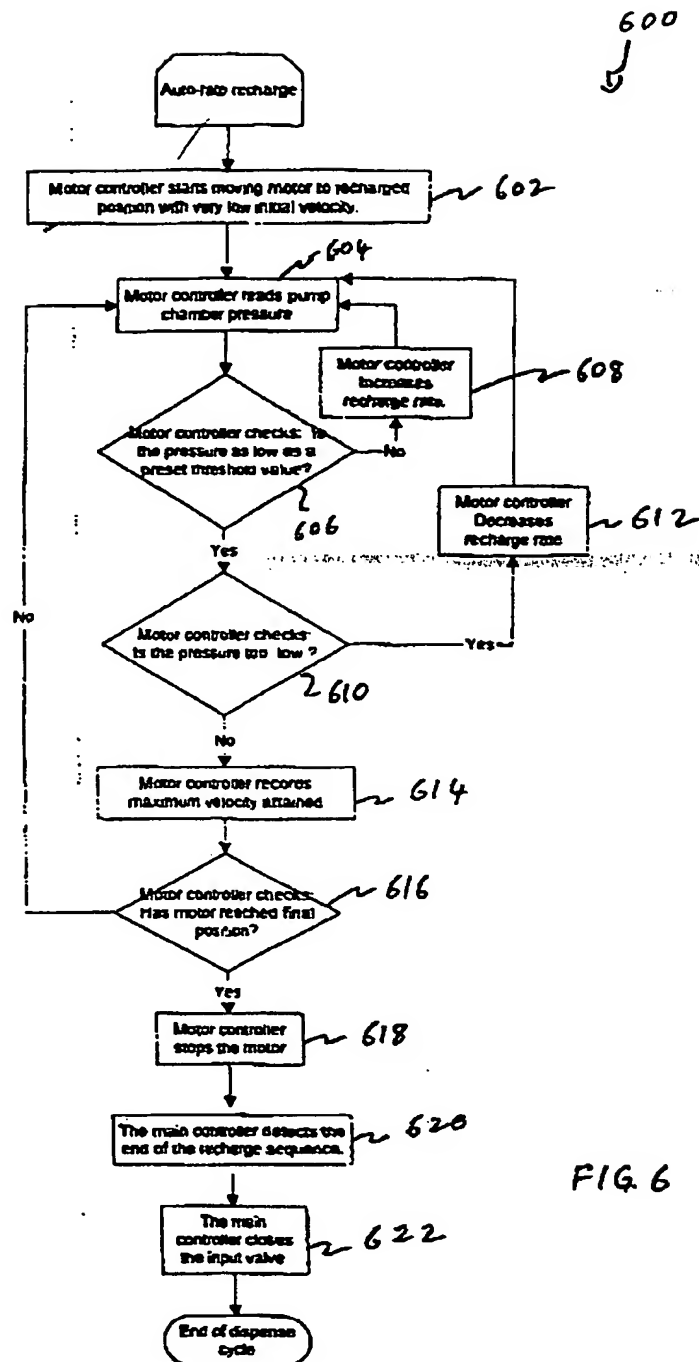 600
Auto-rate recharge
Motor controller starts moving motor to recharged
position with very low initial velocity.
602
604
Motor controller reads pump
chamber pressure
Motor controller
Increases
recharge rate.
608
Motor controller checks: Is
the pressure as low as a
preset threshold value?
No
606
Motor controller
Decreases
recharge rate
612
Yes
No
Motor controller checks:
Is the pressure too low ?
Yes
610
No
Motor controller records
maximum velocity attained
614
Motor controller checks:
Has motor reached final
position?
616
Yes
Motor controller
stops the motor
618
The main controller detects the
end of the recharge sequence.
620
FIG. 6
The main
controller closes
the input valve
622
End of dispense
cycle